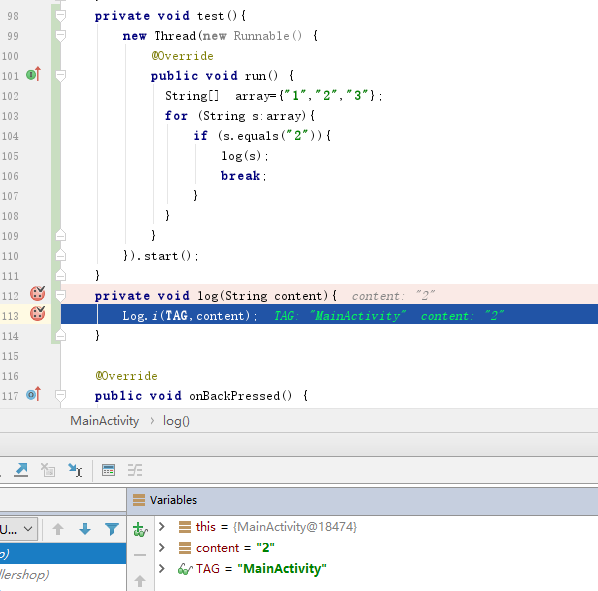 98 private void test(){
99 new Thread(new Runnable() {
100 @Override
101 public void run() {
102 String[] array={"1","2","3"};
103 for (String s:array){
104 if (s.equals("2")){
105 log(s);
106 break;
107 }
108 }
109 }
110 }).start();
111 }
112 private void log(String content){ content: "2"
113 Log.i(TAG,content); TAG: "MainActivity" content: "2"
114 }
115
116 @Override
117 public void onBackPressed() {
MainActivity > log()
Variables
U...
this = {MainActivity@18474}
content = "2"
TAG = "MainActivity"